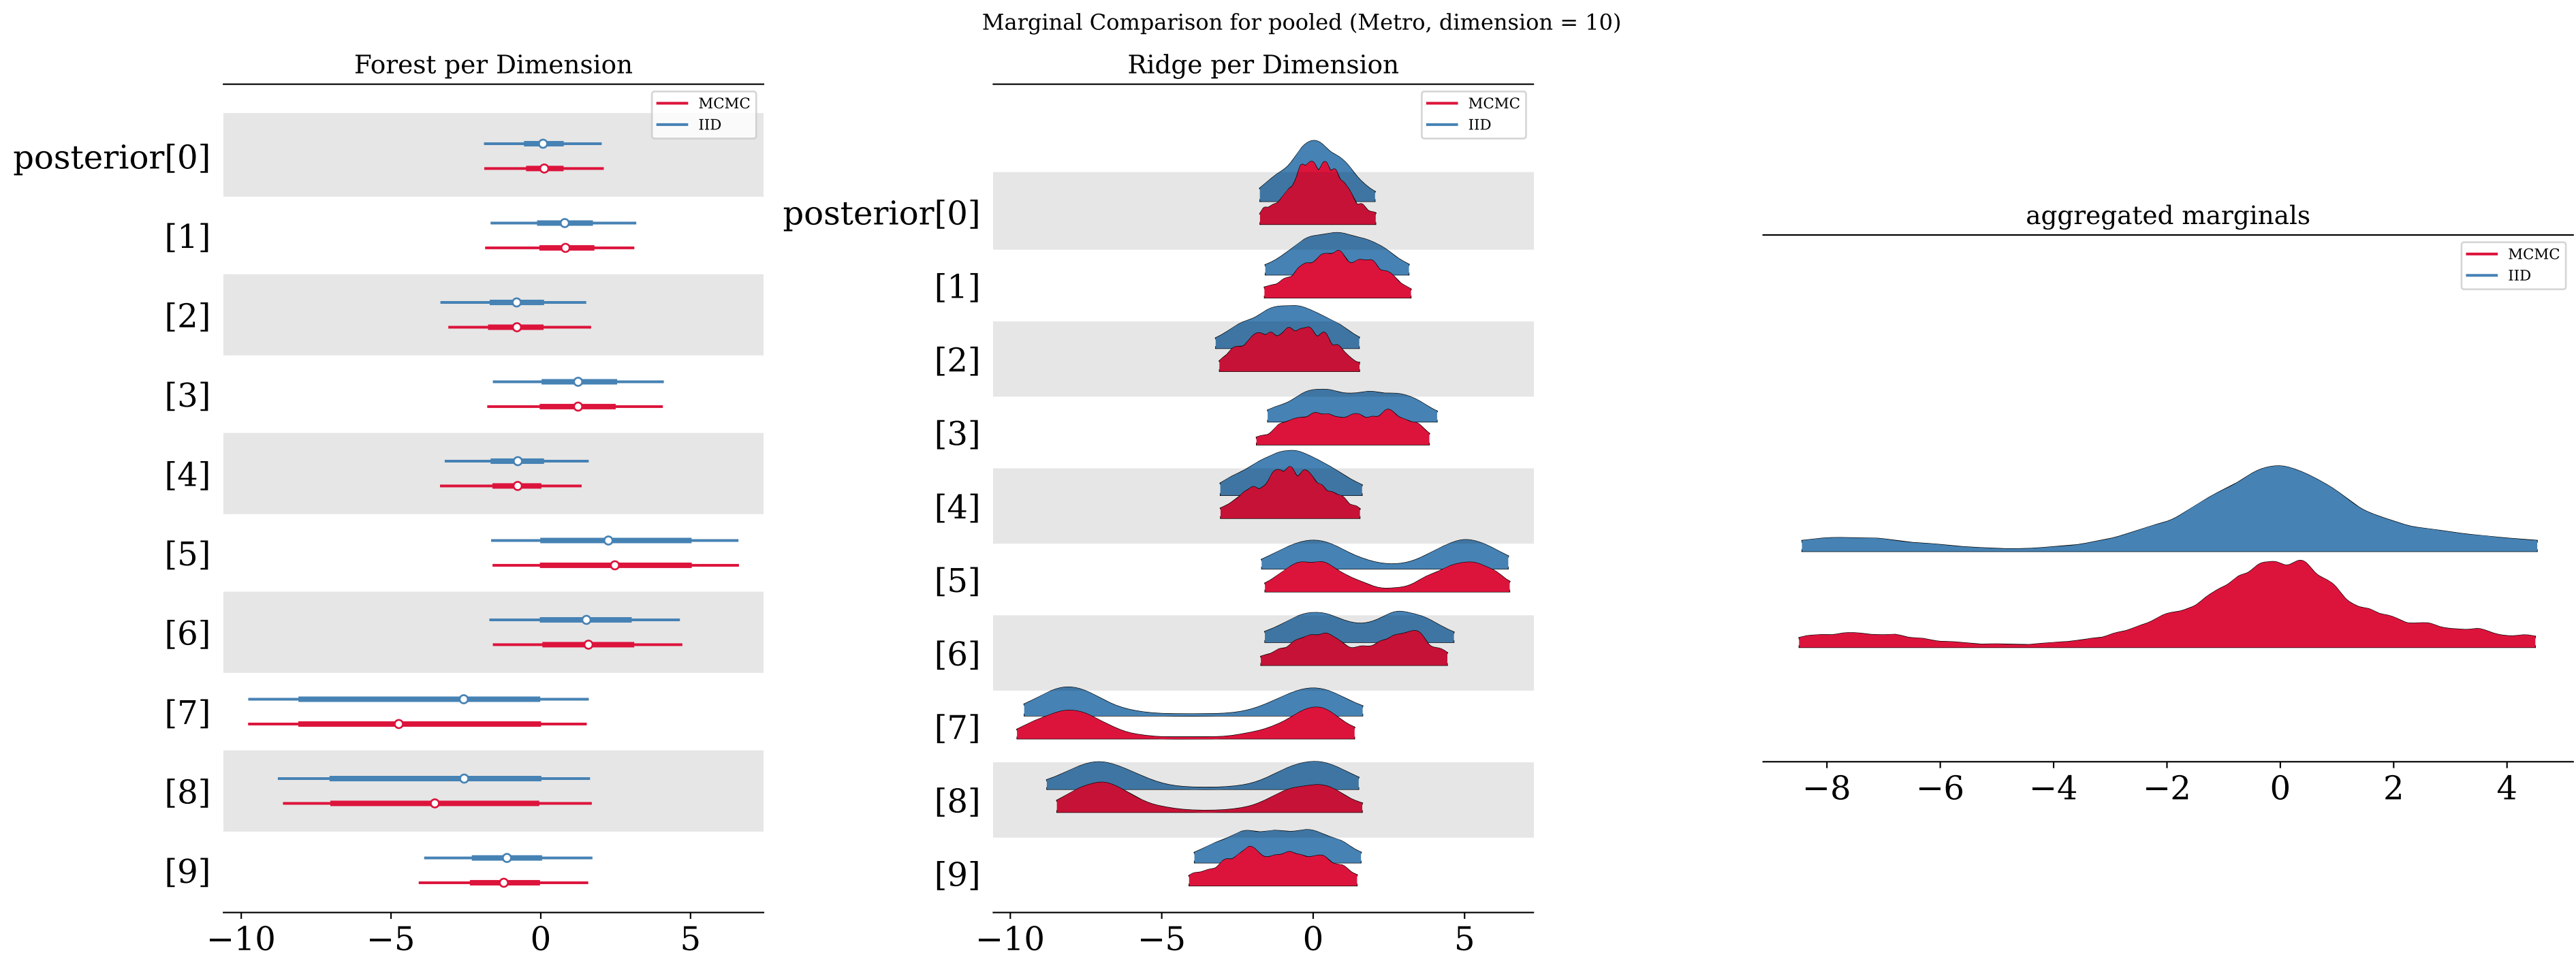 Marginal Comparison for pooled (Metro, dimension = 10)
Forest per Dimension
MCMC
IID
posterior[0]
[1]
[2]
[3]
[4]
[5]
[6]
[7]
[8]
[9]
−10 −5 0 5
Ridge per Dimension
MCMC
IID
posterior[0]
[1]
[2]
[3]
[4]
[5]
[6]
[7]
[8]
[9]
−10 −5 0 5
aggregated marginals
MCMC
IID
−8 −6 −4 −2 0 2 4